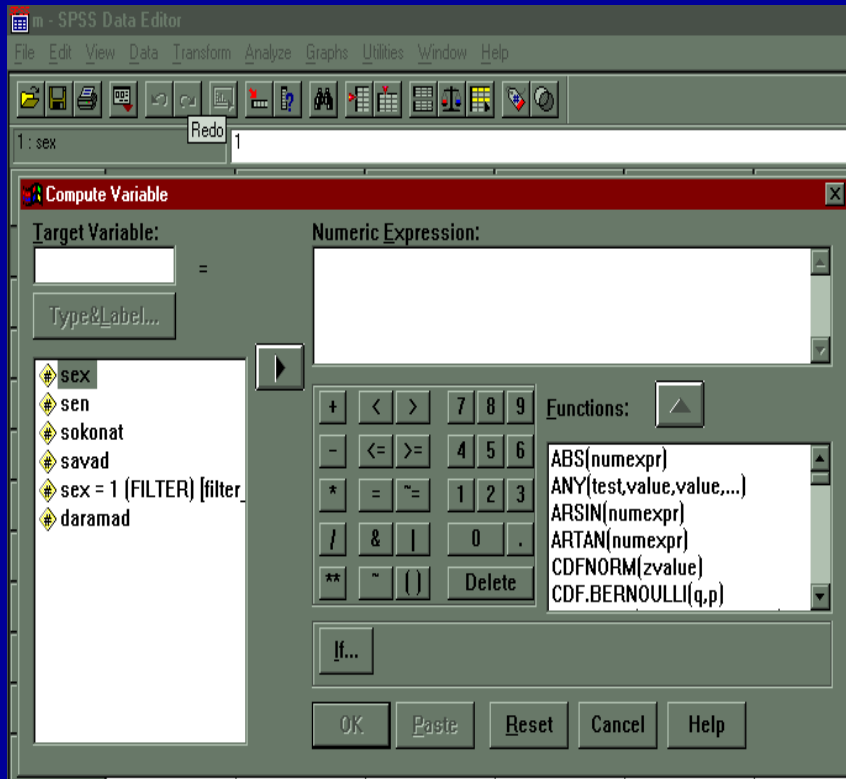 m - SPSS Data Editor
File Edit View Data Transform Analyze Graphs Utilities Window Help
Redo
1 : sex 1
Compute Variable
Target Variable: Numeric Expression:
=
Type&Label...
sex
sen
sokonat
savad
sex = 1 (FILTER) [filter_
daramad
+ < > 7 8 9
- <= >= 4 5 6
* = ~= 1 2 3
/ & | 0 .
** ~ ( ) Delete
Functions:
ABS(numexpr)
ANY(test,value,value,...)
ARSIN(numexpr)
ARTAN(numexpr)
CDFNORM(zvalue)
CDF.BERNOULLI(q,p)
If...
OK Paste Reset Cancel Help